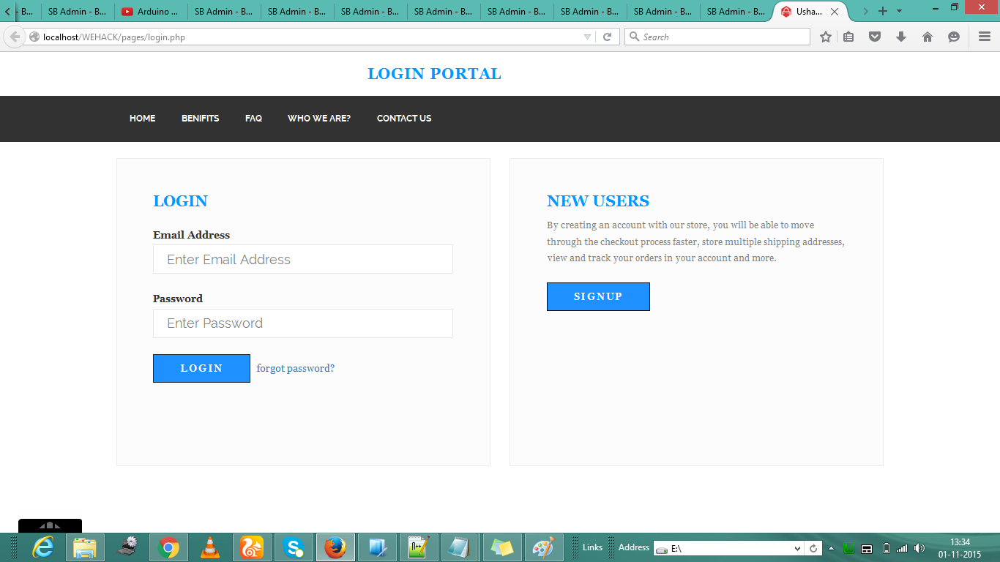 - B...
SB Admin - B...
Arduino ...
SB Admin - B...
SB Admin - B...
SB Admin - B...
SB Admin - B...
SB Admin - B...
SB Admin - B...
SB Admin - B...
SB Admin - B...
Usha...
localhost/WEHACK/pages/login.php
Search
LOGIN PORTAL
HOME
BENIFITS
FAQ
WHO WE ARE?
CONTACT US
LOGIN
Email Address
Enter Email Address
Password
Enter Password
LOGIN
forgot password?
NEW USERS
By creating an account with our store, you will be able to move
through the checkout process faster, store multiple shipping addresses,
view and track your orders in your account and more.
SIGNUP
Links
Address
E:\
13:34
01-11-2015